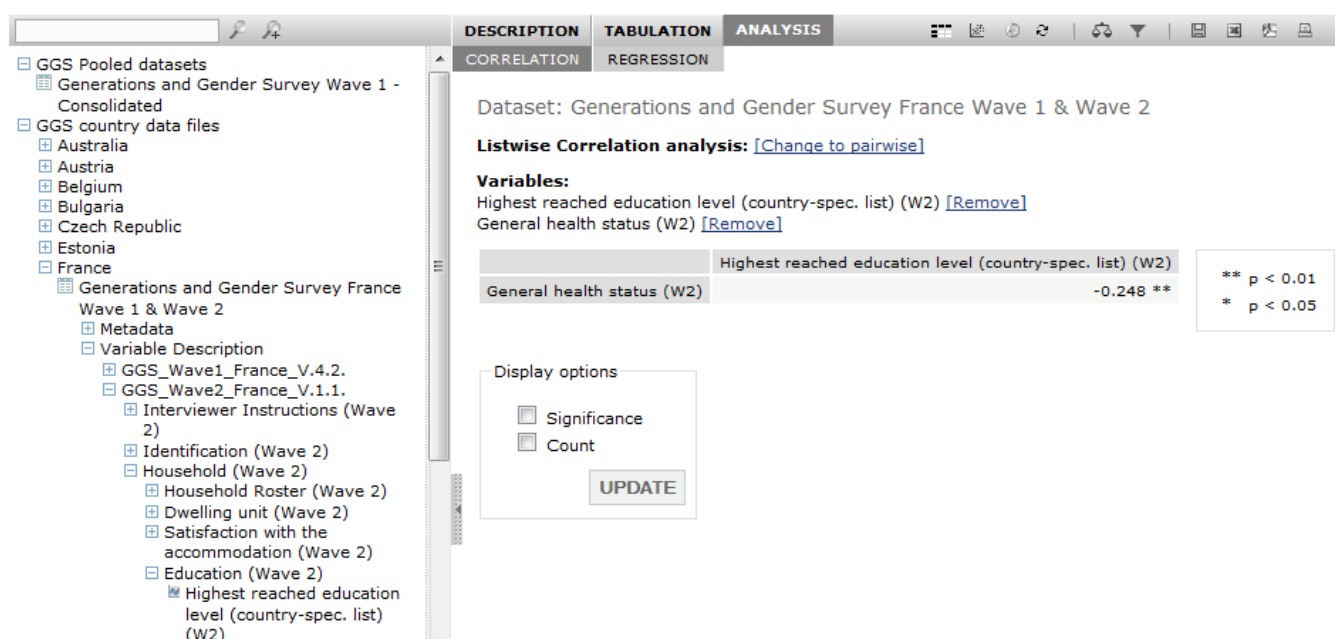 DESCRIPTION TABULATION ANALYSIS
CORRELATION REGRESSION
GGS Pooled datasets
Generations and Gender Survey Wave 1 -
Consolidated
GGS country data files
Australia
Austria
Belgium
Bulgaria
Czech Republic
Estonia
France
Generations and Gender Survey France
Wave 1 & Wave 2
Metadata
Variable Description
GGS_Wave1_France_V.4.2.
GGS_Wave2_France_V.1.1.
Interviewer Instructions (Wave
2)
Identification (Wave 2)
Household (Wave 2)
Household Roster (Wave 2)
Dwelling unit (Wave 2)
Satisfaction with the
accommodation (Wave 2)
Education (Wave 2)
Highest reached education
level (country-spec. list)
(W2)
Dataset: Generations and Gender Survey France Wave 1 & Wave 2
Listwise Correlation analysis: [Change to pairwise]
Variables:
Highest reached education level (country-spec. list) (W2) [Remove]
General health status (W2) [Remove]
Highest reached education level (country-spec. list) (W2)
General health status (W2) -0.248 **
** p < 0.01
* p < 0.05
Display options
Significance
Count
UPDATE